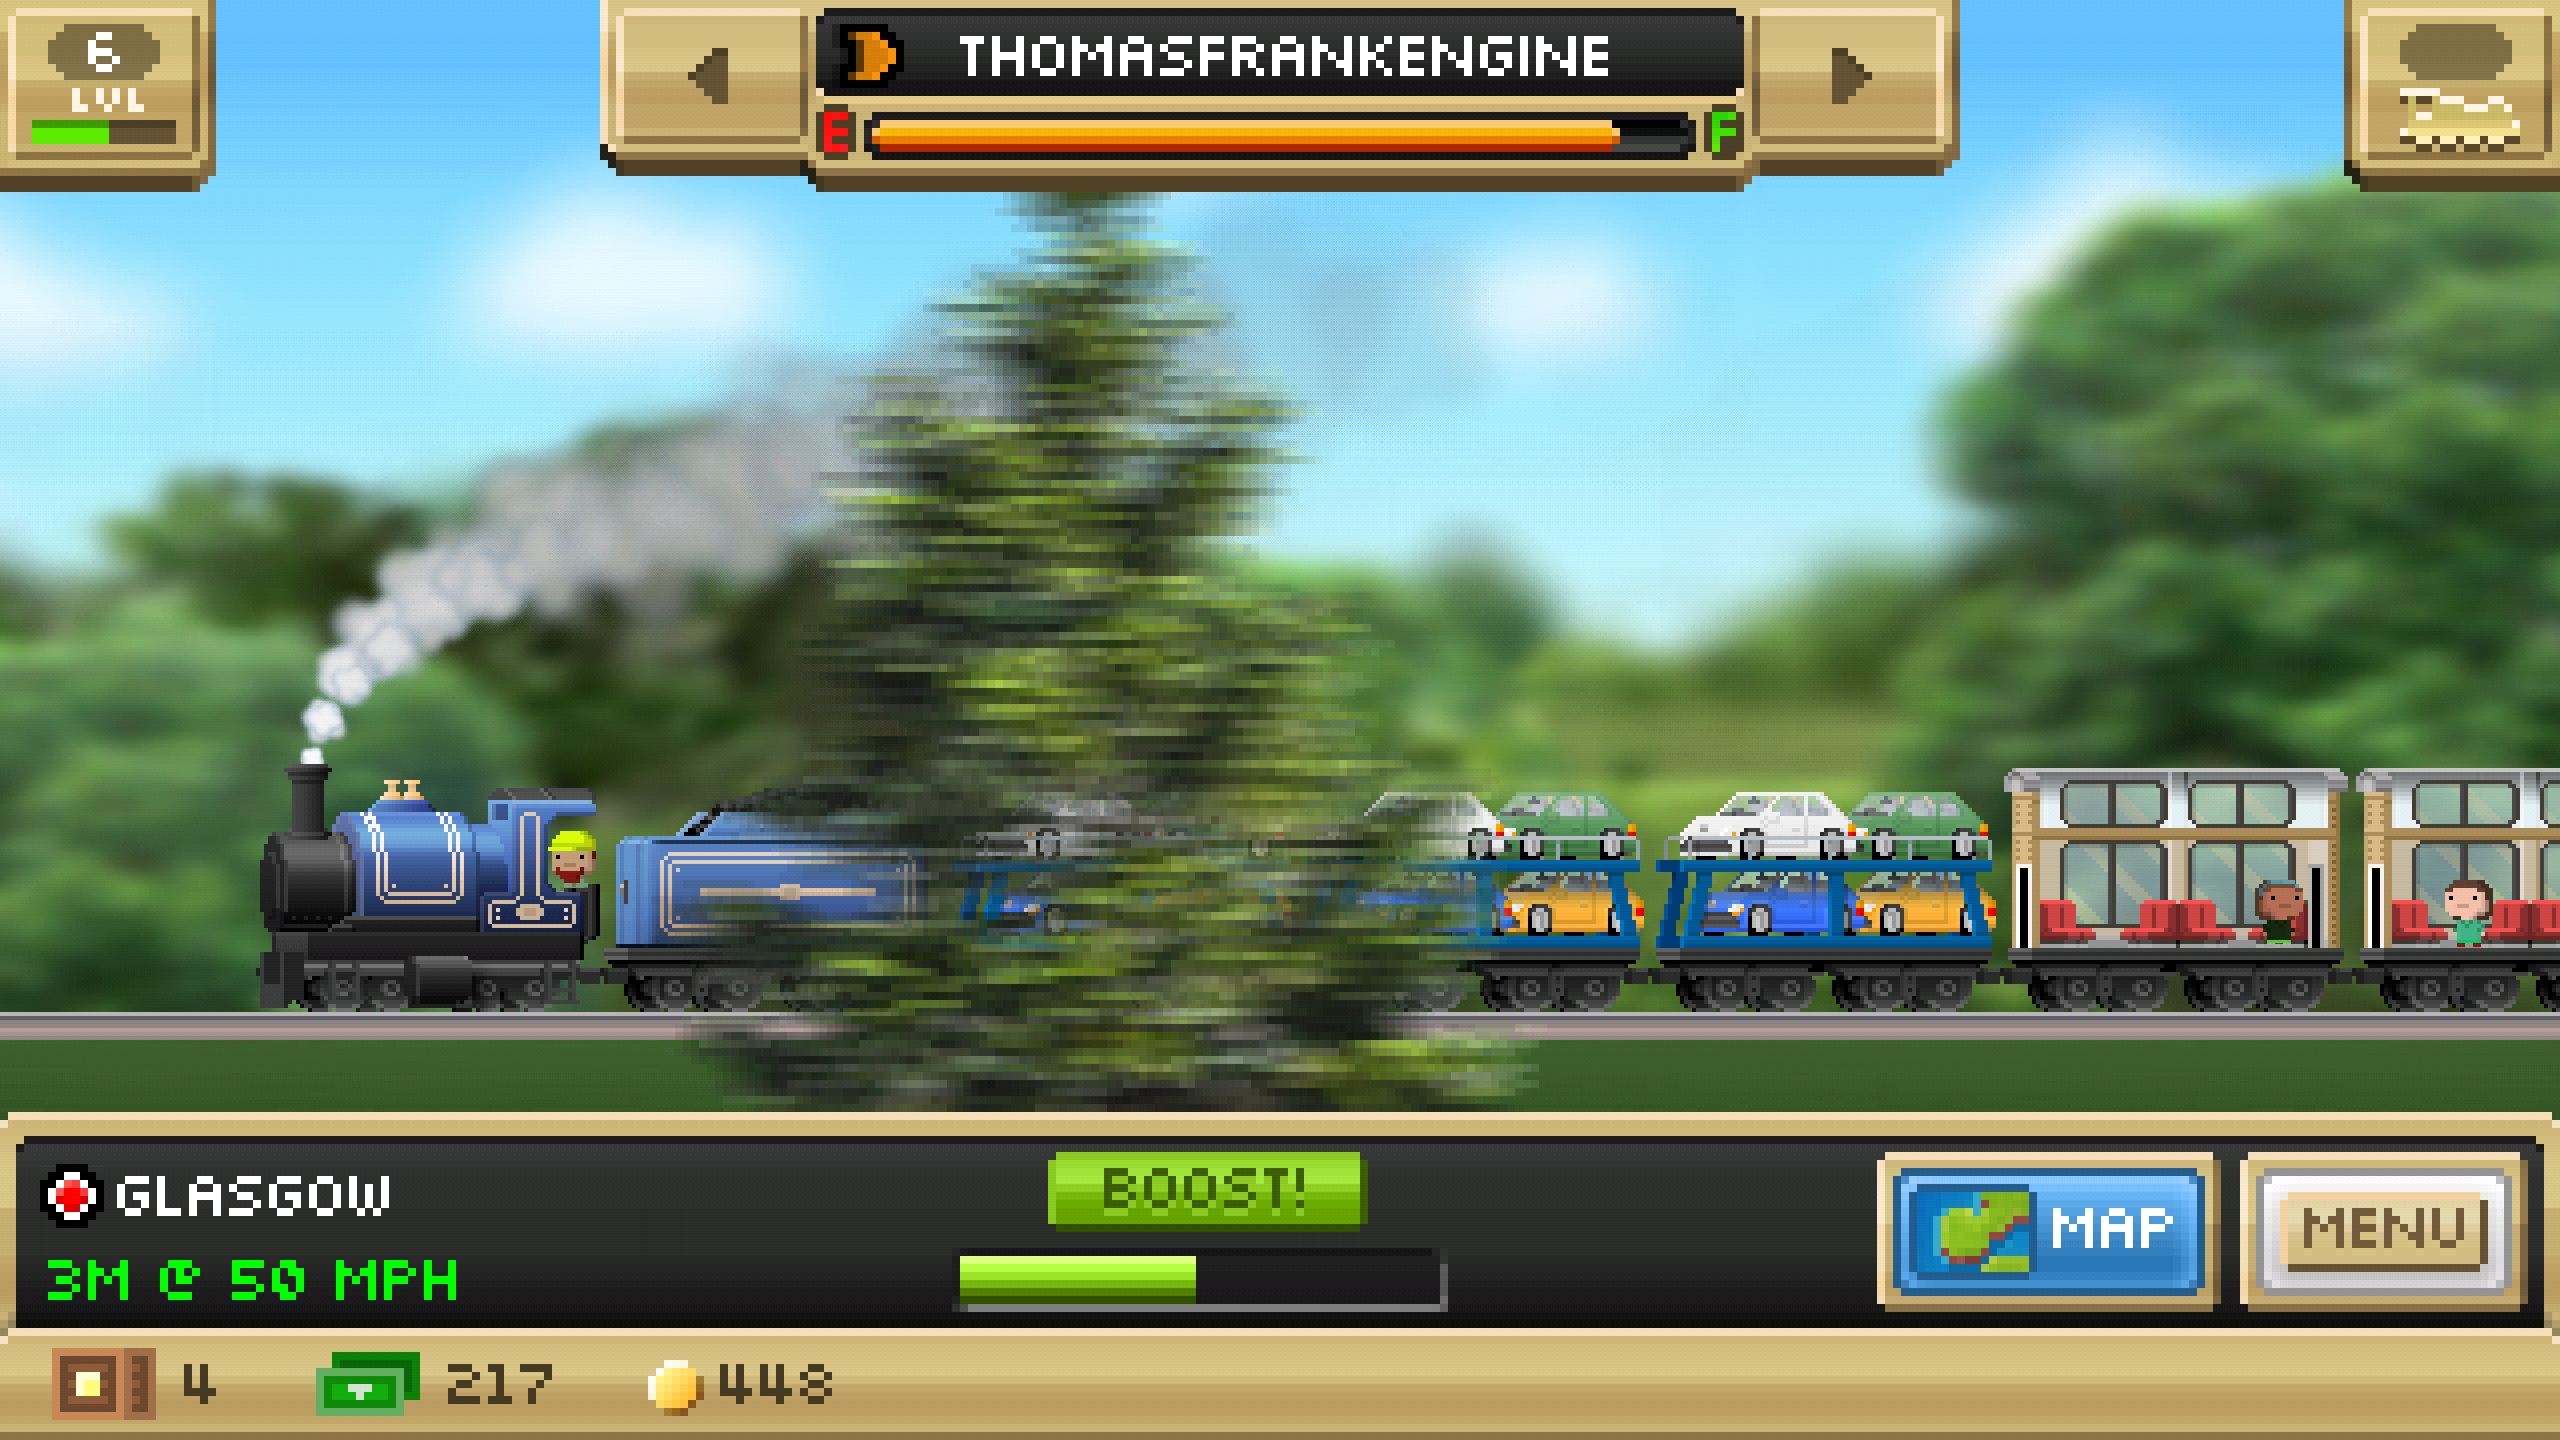 6
LVL
THOMASFRANKENGINE
E F
GLASGOW
3M @ 50 MPH
BOOST!
MAP
MENU
4 217 448